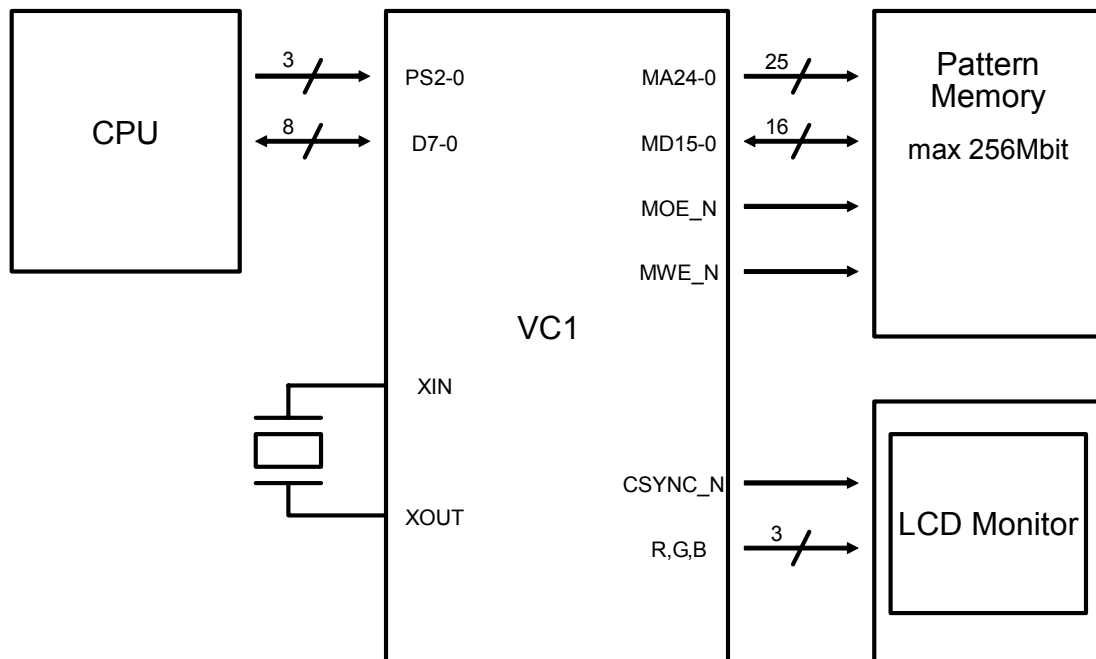 CPU
3
8
PS2-0
D7-0
XIN
XOUT
VC1
MA24-0
MD15-0
MOE_N
MWE_N
CSYNC_N
R,G,B
25
16
3
Pattern
Memory
max 256Mbit
LCD Monitor